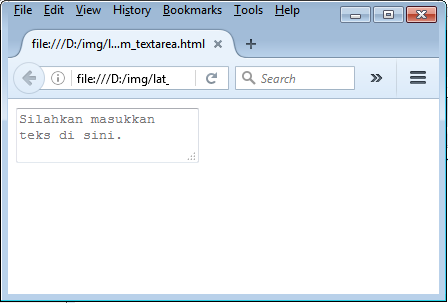 File Edit View History Bookmarks Tools Help
file:///D:/img/l...m_textarea.html
file:///D:/img/lat_
Search
Silahkan masukkan
teks di sini.